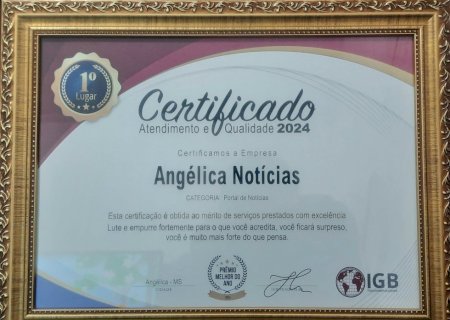 1º
Lugar
Certificado
Atendimento e Qualidade 2024
Certificamos a Empresa
Angélica Notícias
CATEGORIA: Portal de Notícias
Esta certificação é obtida ao mérito de serviços prestados com excelência
Lute e empurre fortemente para o que você acredita, você ficará surpreso,
você é muito mais forte do que pensa.
Angélica - MS
PRÊMIO
MELHOR DO
ANO
IGB